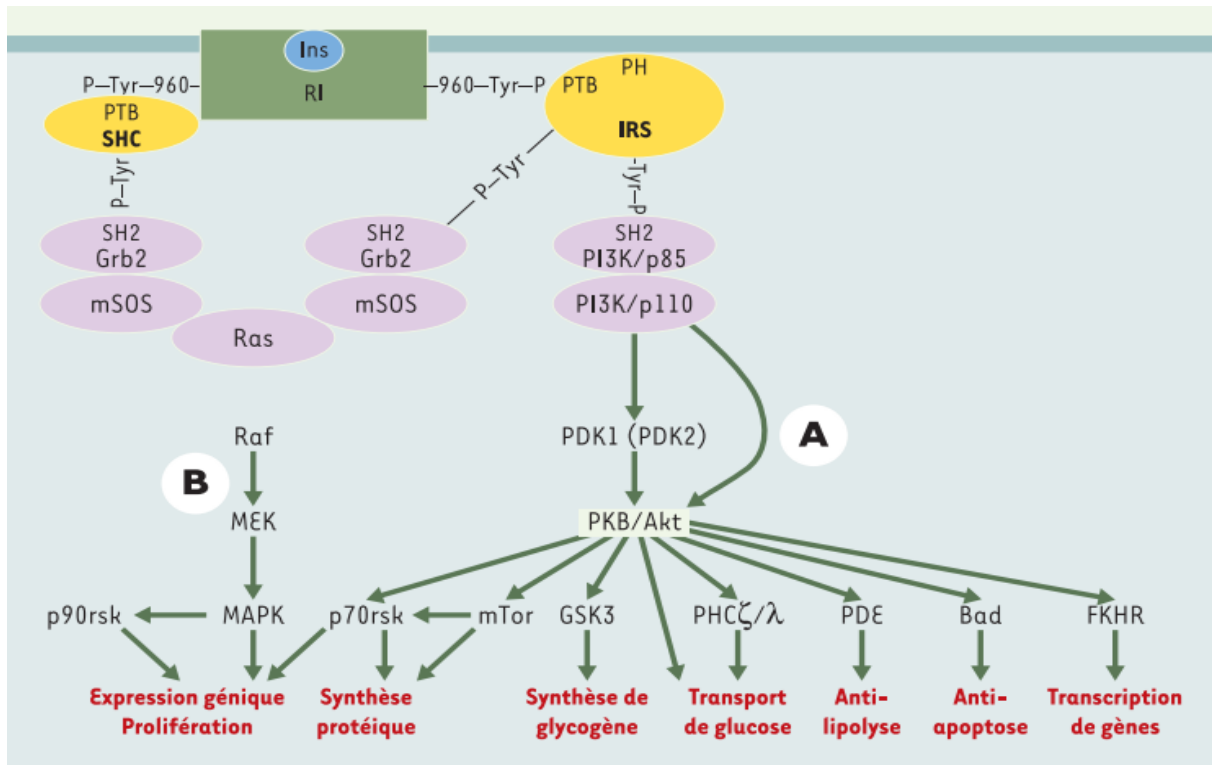 Ins
RI
P–Tyr–960–
–960–Tyr–P
PTB
SHC
PH
PTB
IRS
P–Tyr
P–Tyr
-Tyr–P
SH2
Grb2
mSOS
SH2
Grb2
mSOS
Ras
SH2
PI3K/p85
PI3K/p110
A
Raf
PDK1 (PDK2)
B
MEK
PKB/Akt
p90rsk
MAPK
p70rsk
mTor
GSK3
PHCζ/λ
PDE
Bad
FKHR
Expression génique
Prolifération
Synthèse
protéique
Synthèse de
glycogène
Transport
de glucose
Anti-
lipolyse
Anti-
apoptose
Transcription
de gènes